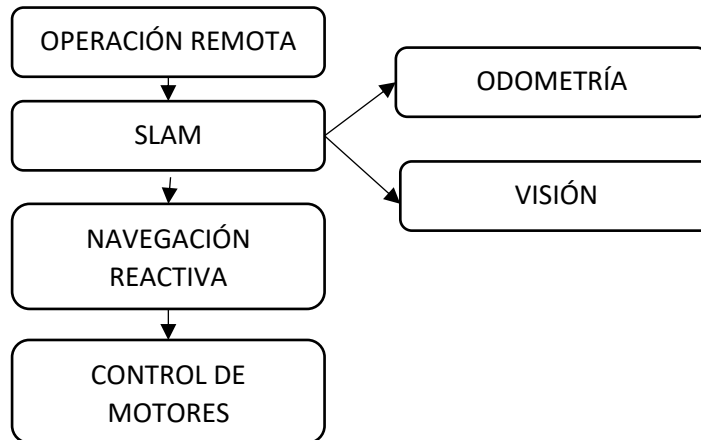 OPERACIÓN REMOTA
ODOMETRÍA
SLAM
VISIÓN
NAVEGACIÓN
REACTIVA
CONTROL DE
MOTORES